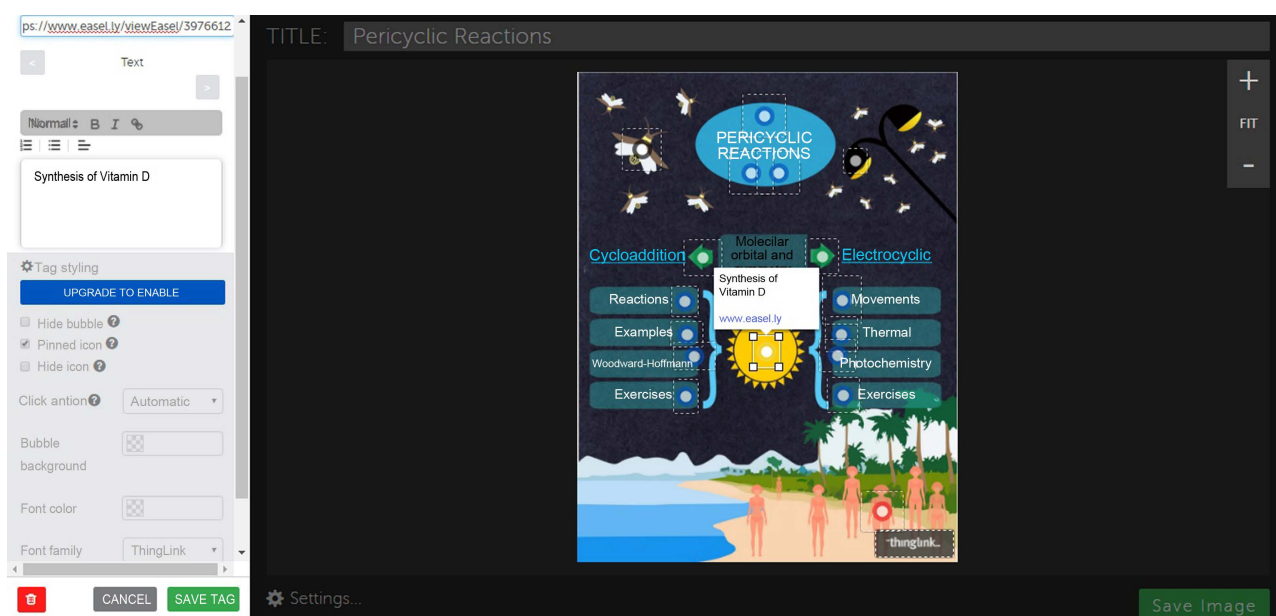 ps://www.easel.ly/viewEasel/3976612
<
Text
>
Normal B I
Synthesis of Vitamin D
Tag styling
UPGRADE TO ENABLE
Hide bubble ?
Pinned icon ?
Hide icon ?
Click antion ? Automatic
Bubble
background
Font color
Font family ThingLink
CANCEL SAVE TAG
TITLE: Pericyclic Reactions
+
FIT
-
PERICYCLIC
REACTIONS
Cycloaddition
Molecilar
orbital and
Electrocyclic
Synthesis of
Vitamin D
www.easel.ly
Reactions
Examples
Woodward-Hoffmann
Exercises
Movements
Thermal
Photochemistry
Exercises
thinglink..
Settings...
Save Image